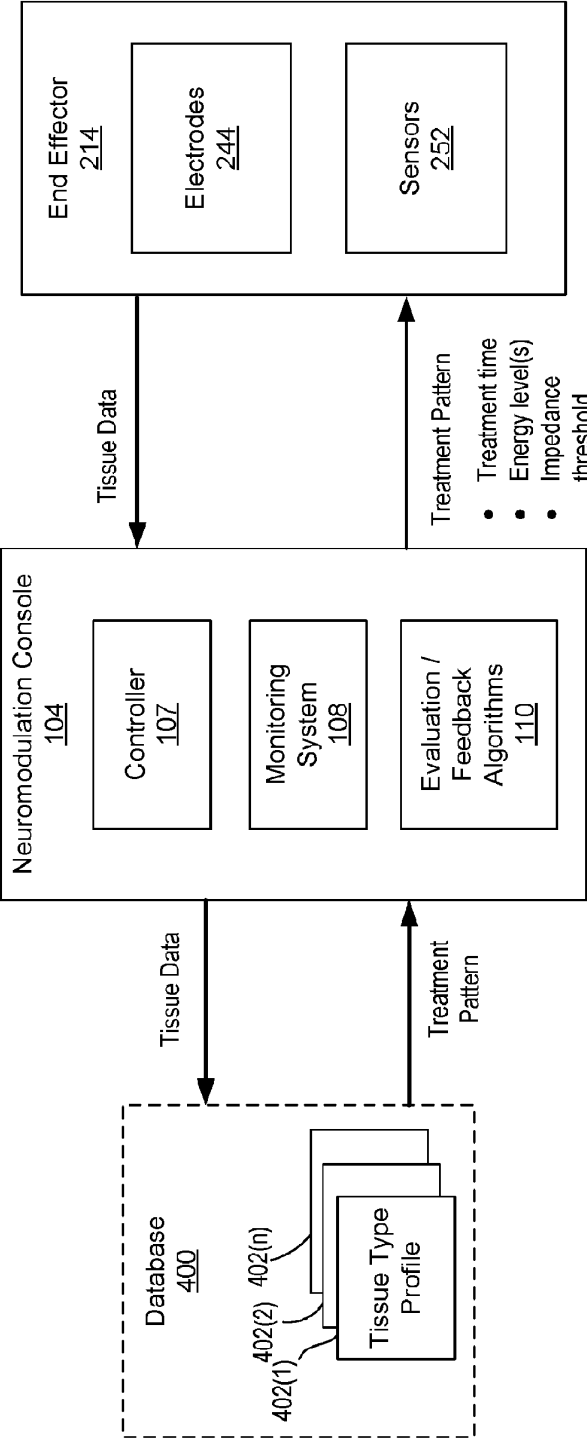 Database
400
402(n)
402(2)
402(1)
Tissue Type
Profile
Tissue Data
Treatment
Pattern
Neuromodulation Console
104
Controller
107
Monitoring
System
108
Evaluation /
Feedback
Algorithms
110
Tissue Data
Treatment Pattern
• Treatment time
• Energy level(s)
• Impedance
threshold
End Effector
214
Electrodes
244
Sensors
252